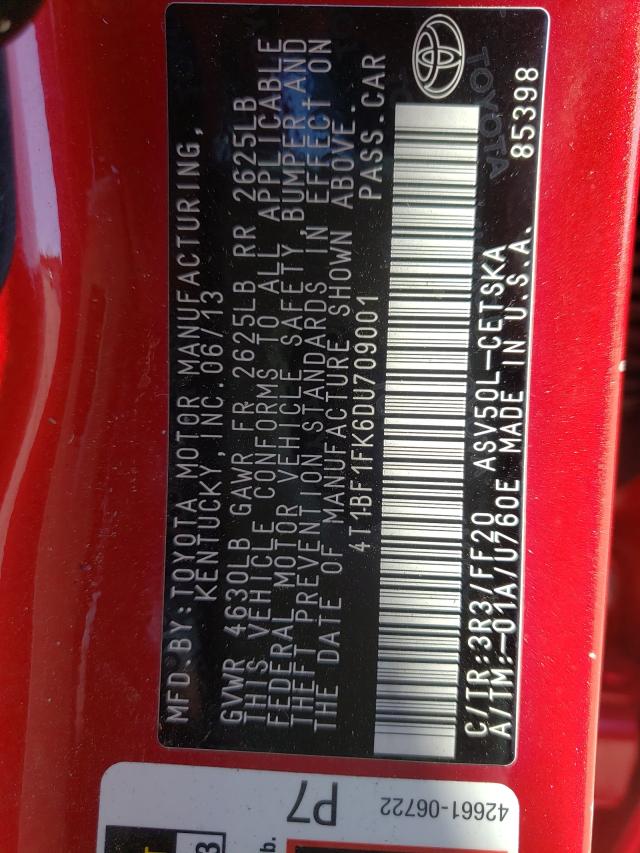 MFD.BY:TOYOTA MOTOR MANUFACTURING,
KENTUCKY,INC.06/13
GVWR 4630LB GAWR FR 2625LB RR 2625LB
THIS VEHICLE CONFORMS TO ALL APPLICABLE
FEDERAL MOTOR VEHICLE SAFETY,BUMPER,AND
THEFT PREVENTION STANDARDS IN EFFECT ON
THE DATE OF MANUFACTURE SHOWN ABOVE.
4T1BF1FK6DU709001 PASS.CAR
C/TR:3R3/FF20 ASV50L-CETSKA
A/TM:-01A/U760E MADE IN U.S.A. 85398
TOYOTA
P7
42661-06722
b.
3